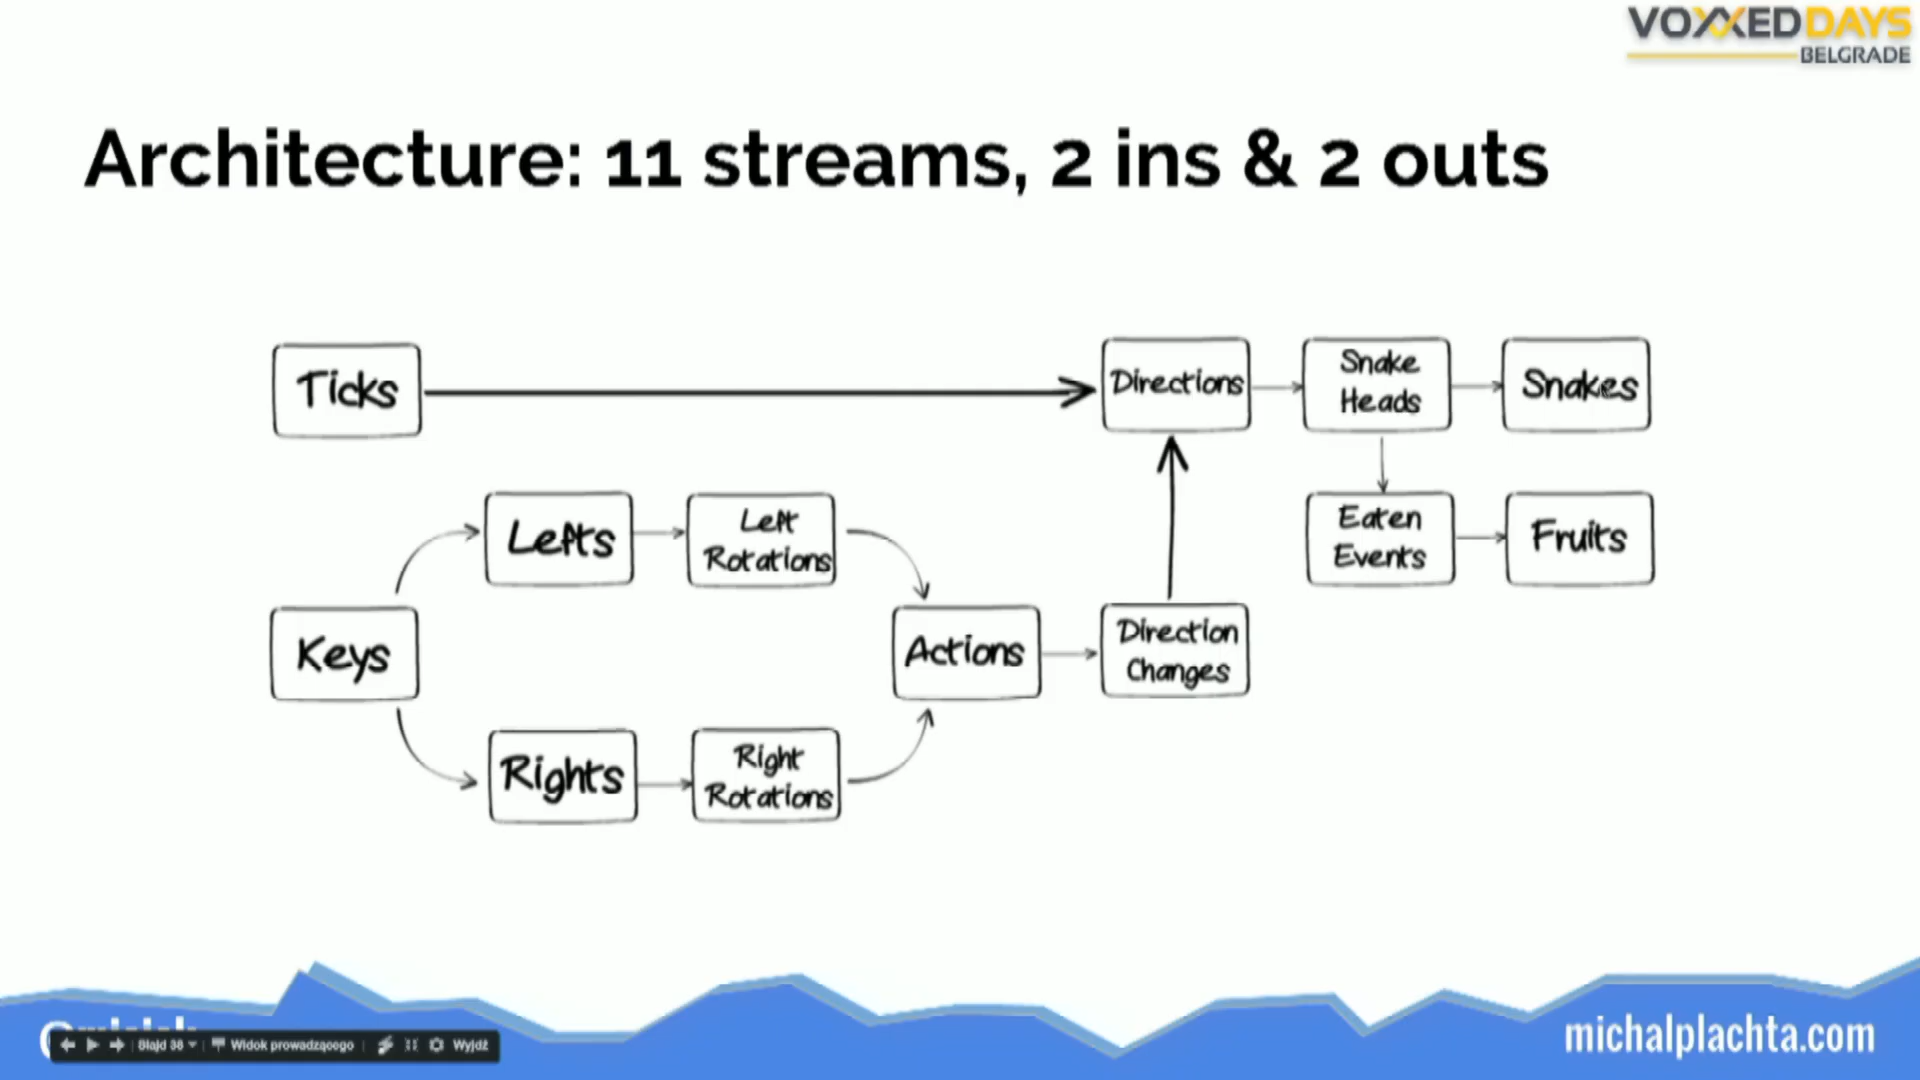 VOXXED DAYS
BELGRADE
Architecture: 11 streams, 2 ins & 2 outs
Ticks
Directions
Snake
Heads
Snakes
Lefts
Left
Rotations
Eaten
Events
Fruits
Keys
Actions
Direction
Changes
Rights
Right
Rotations
Slajd 38
Widok prowadzącego
Wyjdź
michalplachta.com